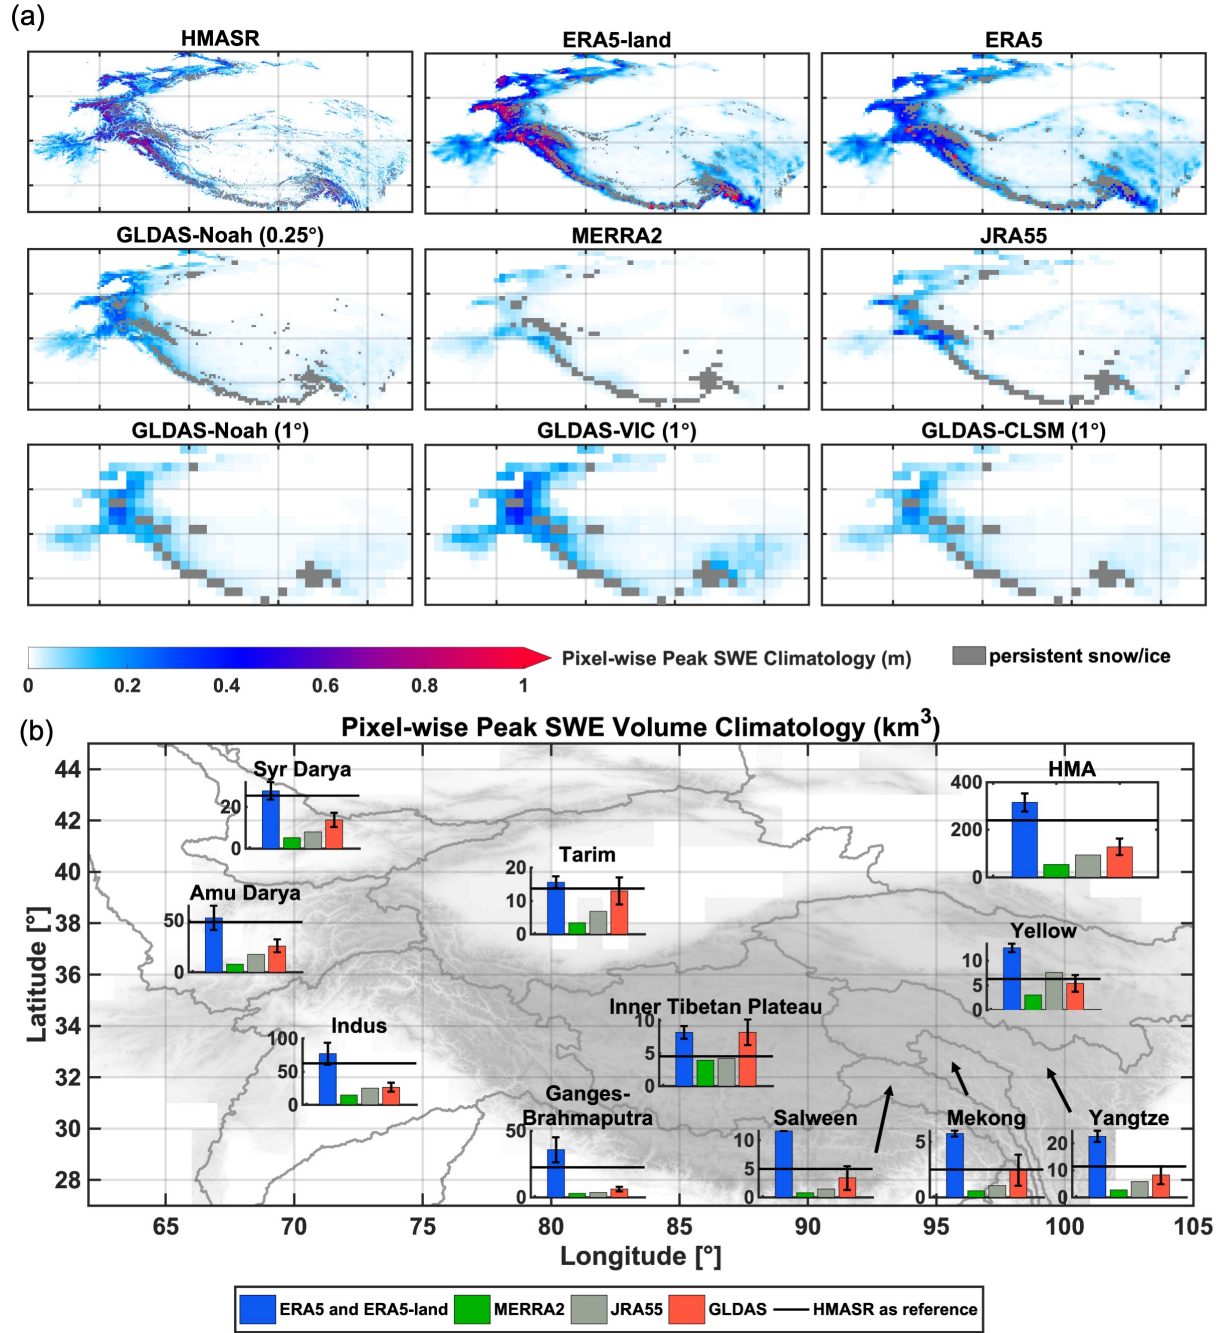 (a)
HMASR
ERA5-land
ERA5
GLDAS-Noah (0.25°)
MERRA2
JRA55
GLDAS-Noah (1°)
GLDAS-VIC (1°)
GLDAS-CLSM (1°)
Pixel-wise Peak SWE Climatology (m)
persistent snow/ice
0 0.2 0.4 0.6 0.8 1
(b)
Pixel-wise Peak SWE Volume Climatology (km³)
Latitude [°]
44
42
40
38
36
34
32
30
28
Syr Darya
20
0
HMA
400
200
0
Tarim
20
10
0
Amu Darya
50
0
Yellow
10
5
0
Inner Tibetan Plateau
10
5
0
Indus
100
50
0
Ganges-
Brahmaputra
50
0
Salween
10
5
0
Mekong
5
0
Yangtze
20
10
0
65 70 75 80 85 90 95 100 105
Longitude [°]
ERA5 and ERA5-land MERRA2 JRA55 GLDAS HMASR as reference